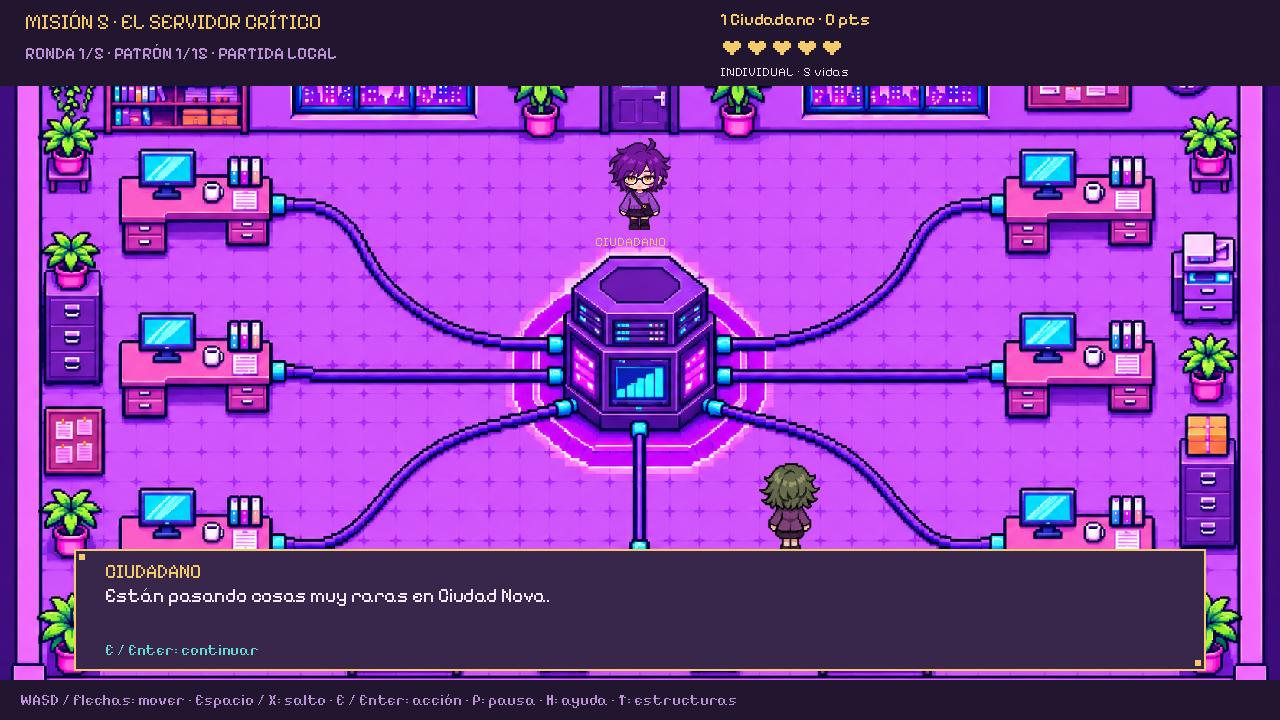 MISIÓN 5 · EL SERVIDOR CRÍTICO
RONDA 1/5 · PATRÓN 1/15 · PARTIDA LOCAL
1 Ciudadano · 0 pts
INDIVIDUAL · 5 vidas
CIUDADANO
CIUDADANO
Están pasando cosas muy raras en Ciudad Nova.
E / Enter: continuar
WASD / Flechas: mover · Espacio / X: salto · E / Enter: acción · P: pausa · H: ayuda · T: estructuras